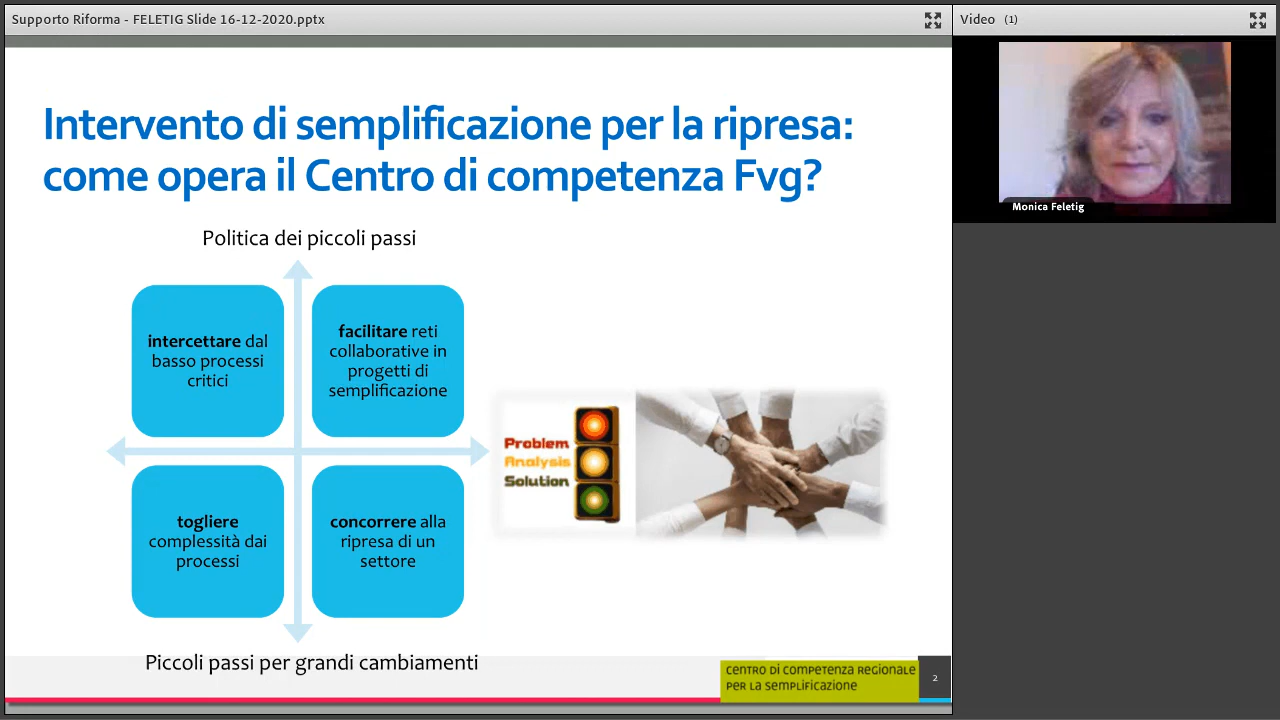 Supporto Riforma - FELETIG Slide 16-12-2020.pptx
Video (1)
Monica Feletig
Intervento di semplificazione per la ripresa:
come opera il Centro di competenza Fvg?
Politica dei piccoli passi
intercettare dal
basso processi
critici
facilitare reti
collaborative in
progetti di
semplificazione
togliere
complessità dai
processi
concorrere alla
ripresa di un
settore
Problem
Analysis
Solution
Piccoli passi per grandi cambiamenti
CENTRO DI COMPETENZA REGIONALE
PER LA SEMPLIFICAZIONE
2